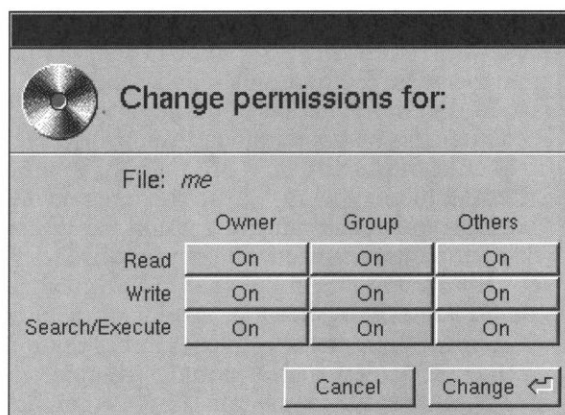 Change permissions for:
File: me
Owner Group Others
Read On On On
Write On On On
Search/Execute On On On
Cancel Change